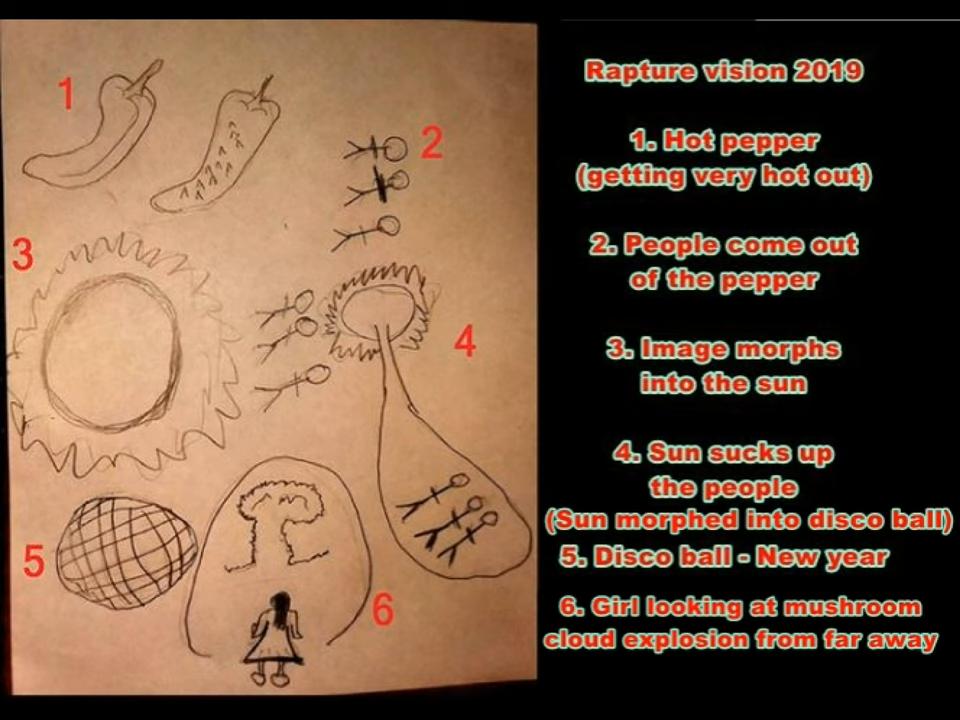 1
2
3
4
5
6
Rapture vision 2019
1. Hot pepper
(getting very hot out)
2. People come out
of the pepper
3. Image morphs
into the sun
4. Sun sucks up
the people
(Sun morphed into disco ball)
5. Disco ball - New year
6. Girl looking at mushroom
cloud explosion from far away